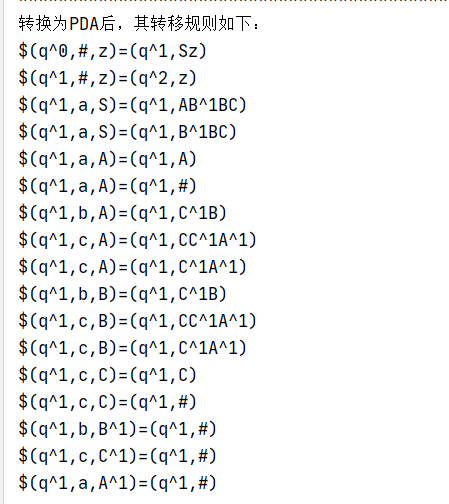 转换为PDA后，其转移规则如下：
$(q^0,#,z)=(q^1,Sz)
$(q^1,#,z)=(q^2,z)
$(q^1,a,S)=(q^1,AB^1BC)
$(q^1,a,S)=(q^1,B^1BC)
$(q^1,a,A)=(q^1,A)
$(q^1,a,A)=(q^1,#)
$(q^1,b,A)=(q^1,C^1B)
$(q^1,c,A)=(q^1,CC^1A^1)
$(q^1,c,A)=(q^1,C^1A^1)
$(q^1,b,B)=(q^1,C^1B)
$(q^1,c,B)=(q^1,CC^1A^1)
$(q^1,c,B)=(q^1,C^1A^1)
$(q^1,c,C)=(q^1,C)
$(q^1,c,C)=(q^1,#)
$(q^1,b,B^1)=(q^1,#)
$(q^1,c,C^1)=(q^1,#)
$(q^1,a,A^1)=(q^1,#)